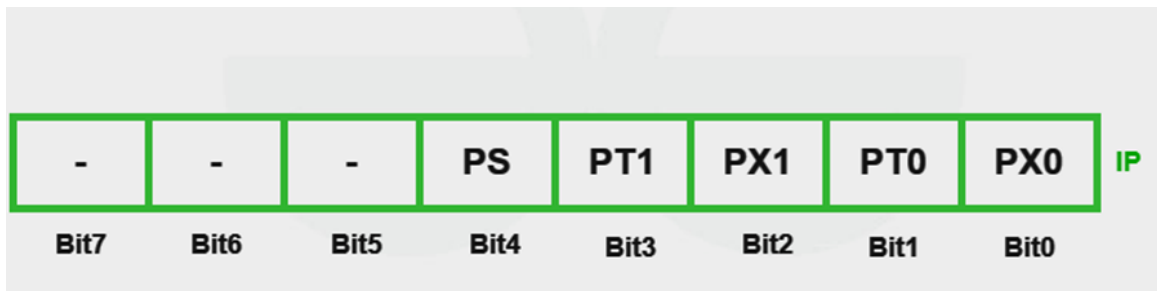 - - - PS PT1 PX1 PT0 PX0 IP
Bit7 Bit6 Bit5 Bit4 Bit3 Bit2 Bit1 Bit0